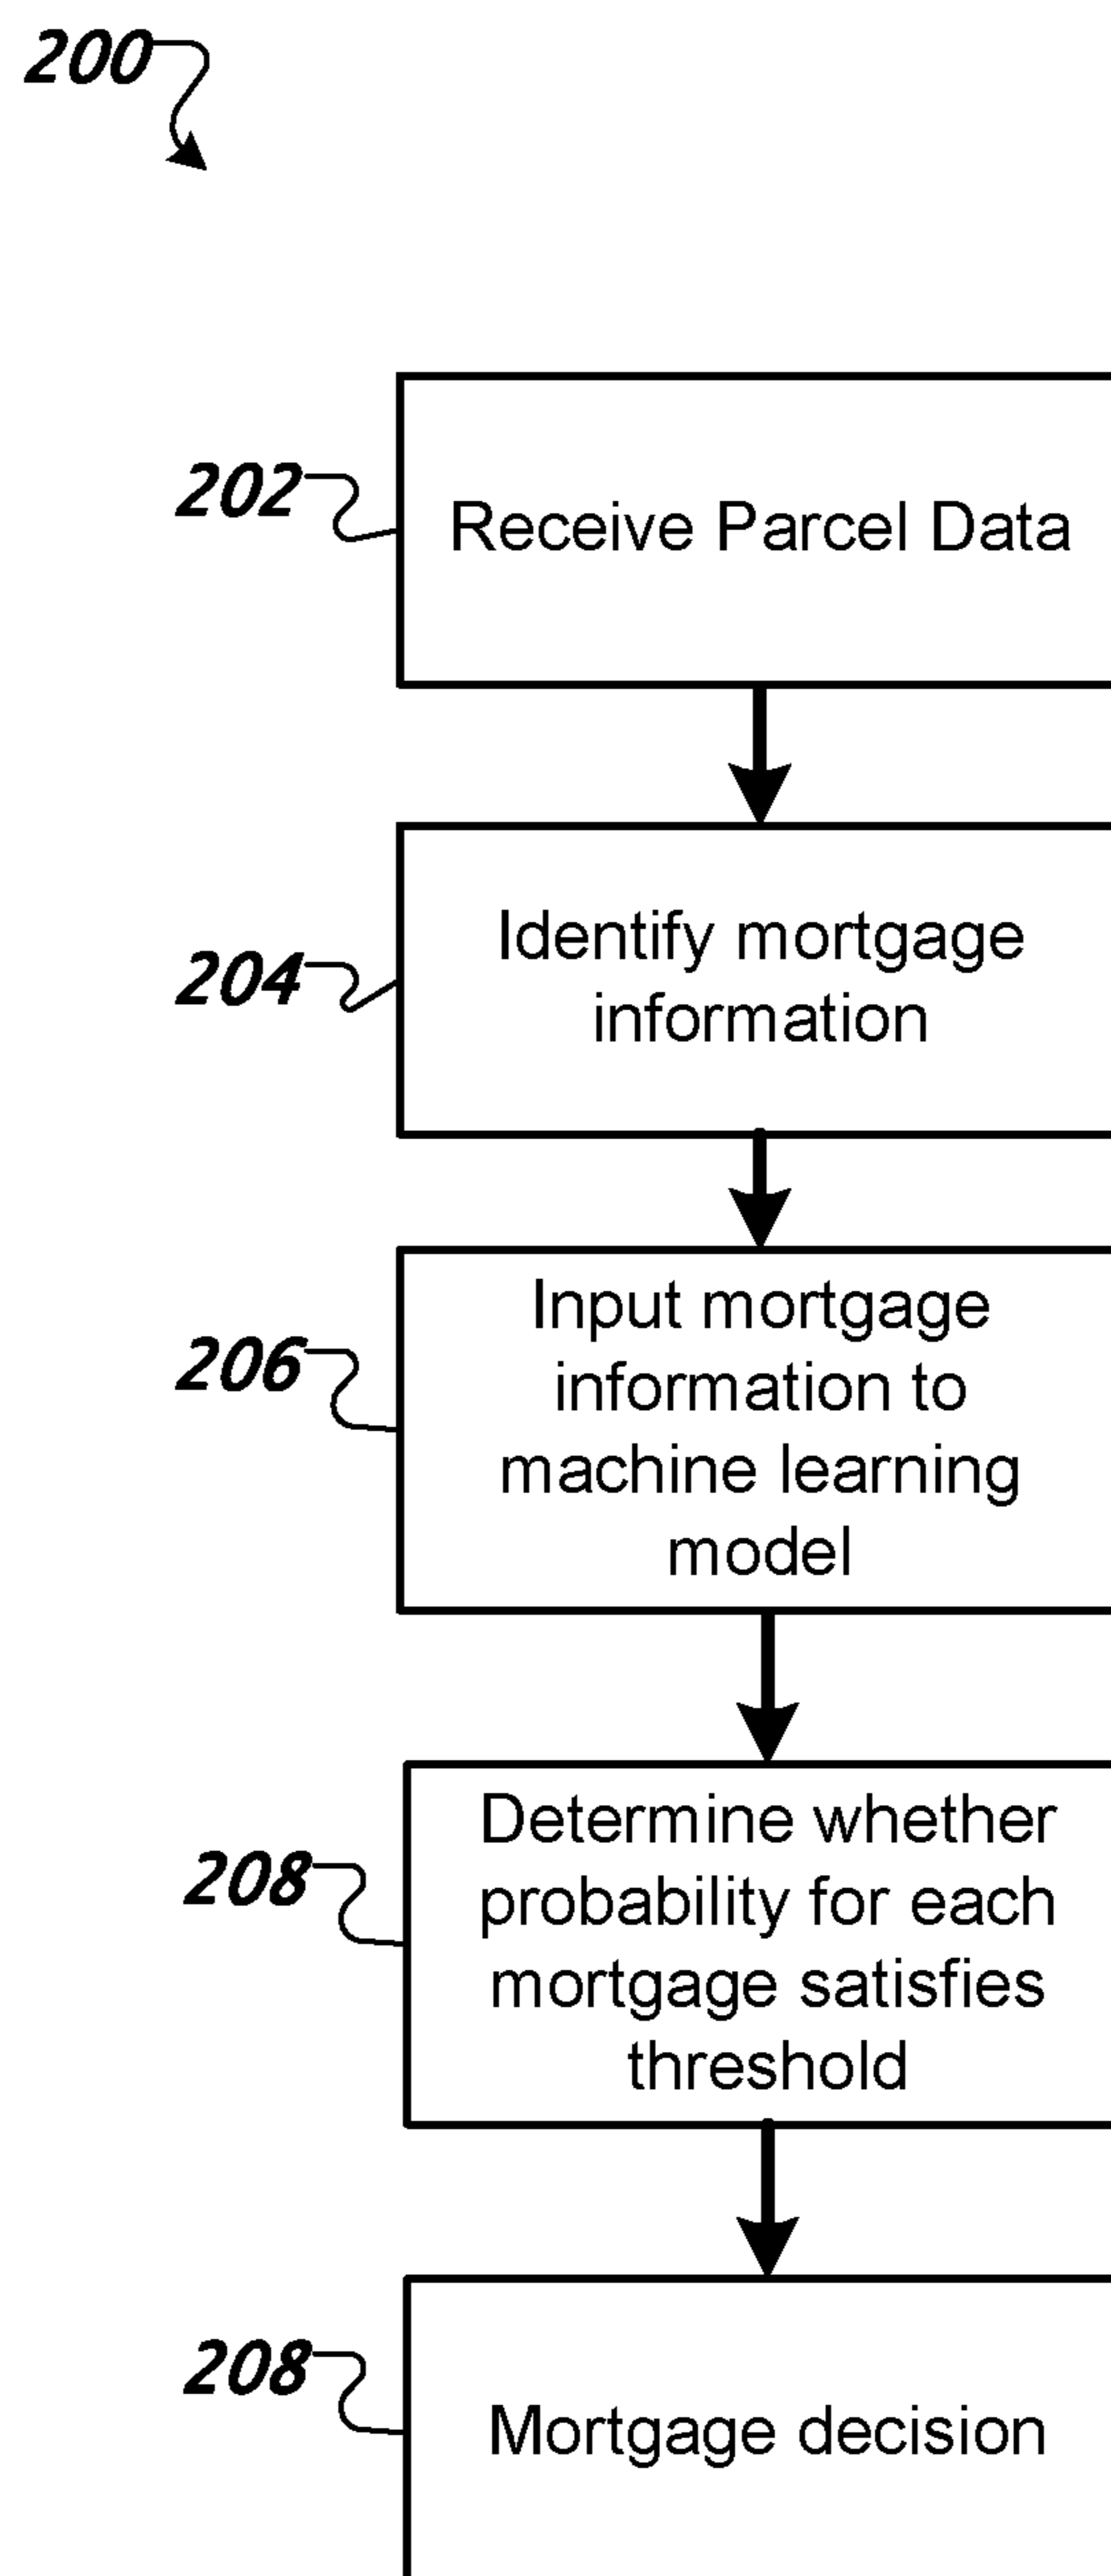 200
202
Receive Parcel Data
204
Identify mortgage
information
206
Input mortgage
information to
machine learning
model
208
Determine whether
probability for each
mortgage satisfies
threshold
208
Mortgage decision